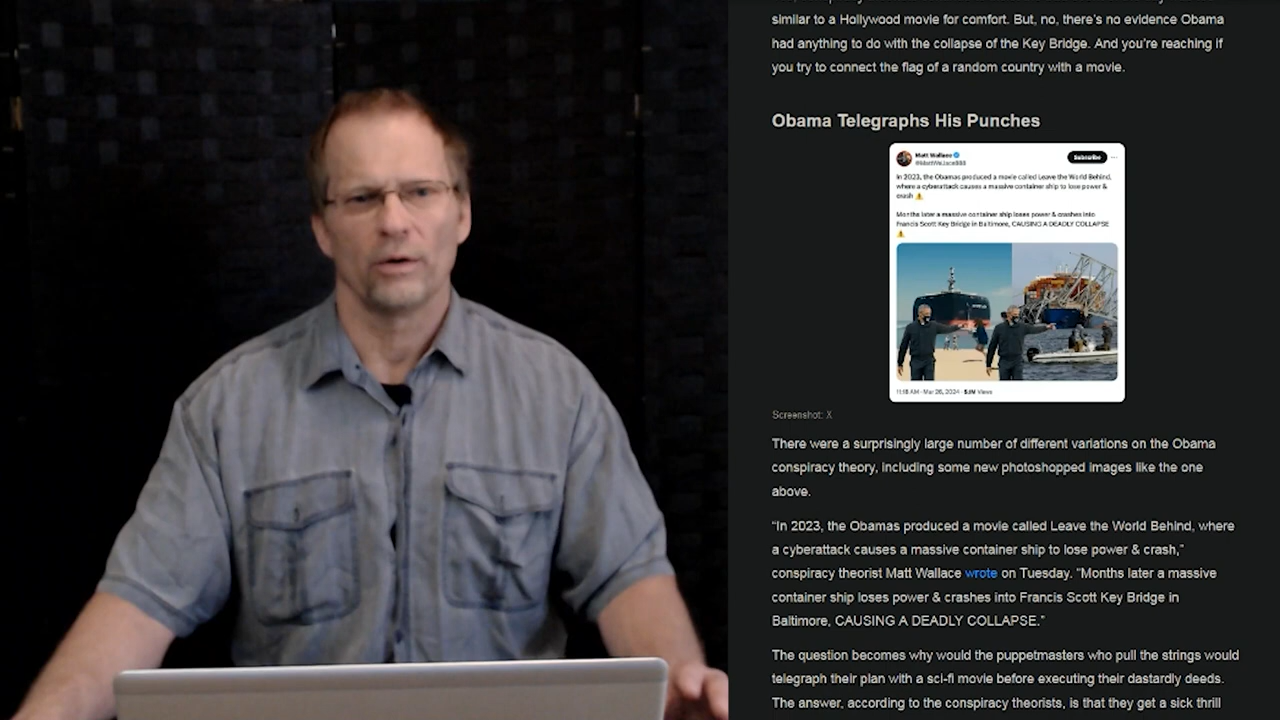 similar to a Hollywood movie for comfort. But, no, there's no evidence Obama
had anything to do with the collapse of the Key Bridge. And you're reaching if
you try to connect the flag of a random country with a movie.
Obama Telegraphs His Punches
Matt Wallace
Subscribe
In 2023, the Obamas produced a movie called Leave the World Behind,
where a cyberattack causes a massive container ship to lose power &
crash ⚠️
Months later a massive container ship loses power & crashes into
Francis Scott Key Bridge in Baltimore, CAUSING A DEADLY COLLAPSE
⚠️
11:18 AM · Mar 26, 2024 · Views
Screenshot: X
There were a surprisingly large number of different variations on the Obama
conspiracy theory, including some new photoshopped images like the one
above.
“In 2023, the Obamas produced a movie called Leave the World Behind, where
a cyberattack causes a massive container ship to lose power & crash,”
conspiracy theorist Matt Wallace wrote on Tuesday. “Months later a massive
container ship loses power & crashes into Francis Scott Key Bridge in
Baltimore, CAUSING A DEADLY COLLAPSE.”
The question becomes why would the puppetmasters who pull the strings would
telegraph their plan with a sci-fi movie before executing their dastardly deeds.
The answer, according to the conspiracy theorists, is that they get a sick thrill